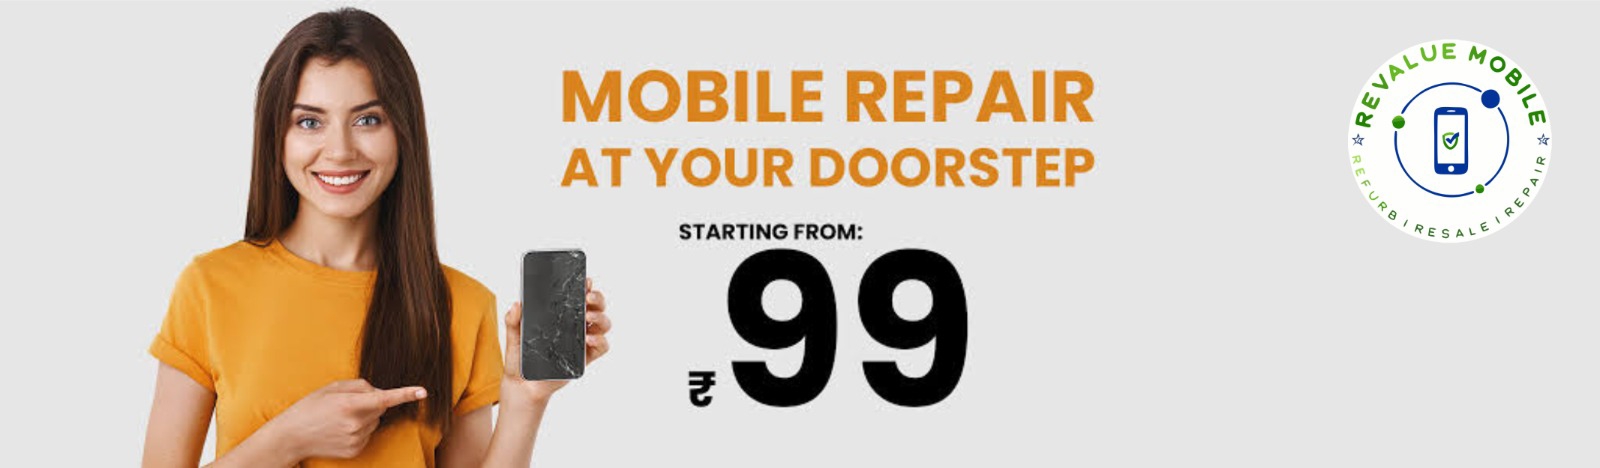 MOBILE REPAIR
AT YOUR DOORSTEP
STARTING FROM:
₹ 99
REVALUE MOBILE
REFURB | RESALE | REPAIR